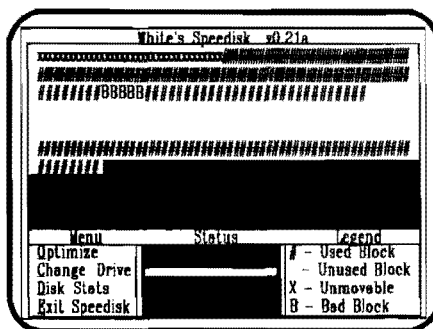 White's Speedisk v0.21a
BBBBB
Menu Status Legend
Optimize # - Used Block
Change Drive - Unused Block
Disk Stats X - Unmovable
Exit Speedisk B - Bad Block